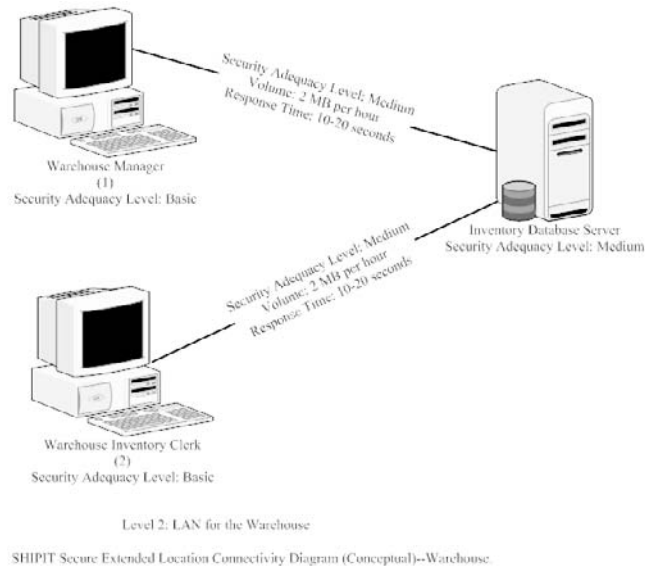 Security Adequacy Level: Medium
Volume: 2 MB per hour
Response Time: 10-20 seconds
Warehouse Manager
(1)
Security Adequacy Level: Basic
Inventory Database Server
Security Adequacy Level: Medium
Security Adequacy Level: Medium
Volume: 2 MB per hour
Response Time: 10-20 seconds
Warehouse Inventory Clerk
(2)
Security Adequacy Level: Basic
Level 2: LAN for the Warehouse
SHIPIT Secure Extended Location Connectivity Diagram (Conceptual)--Warehouse.